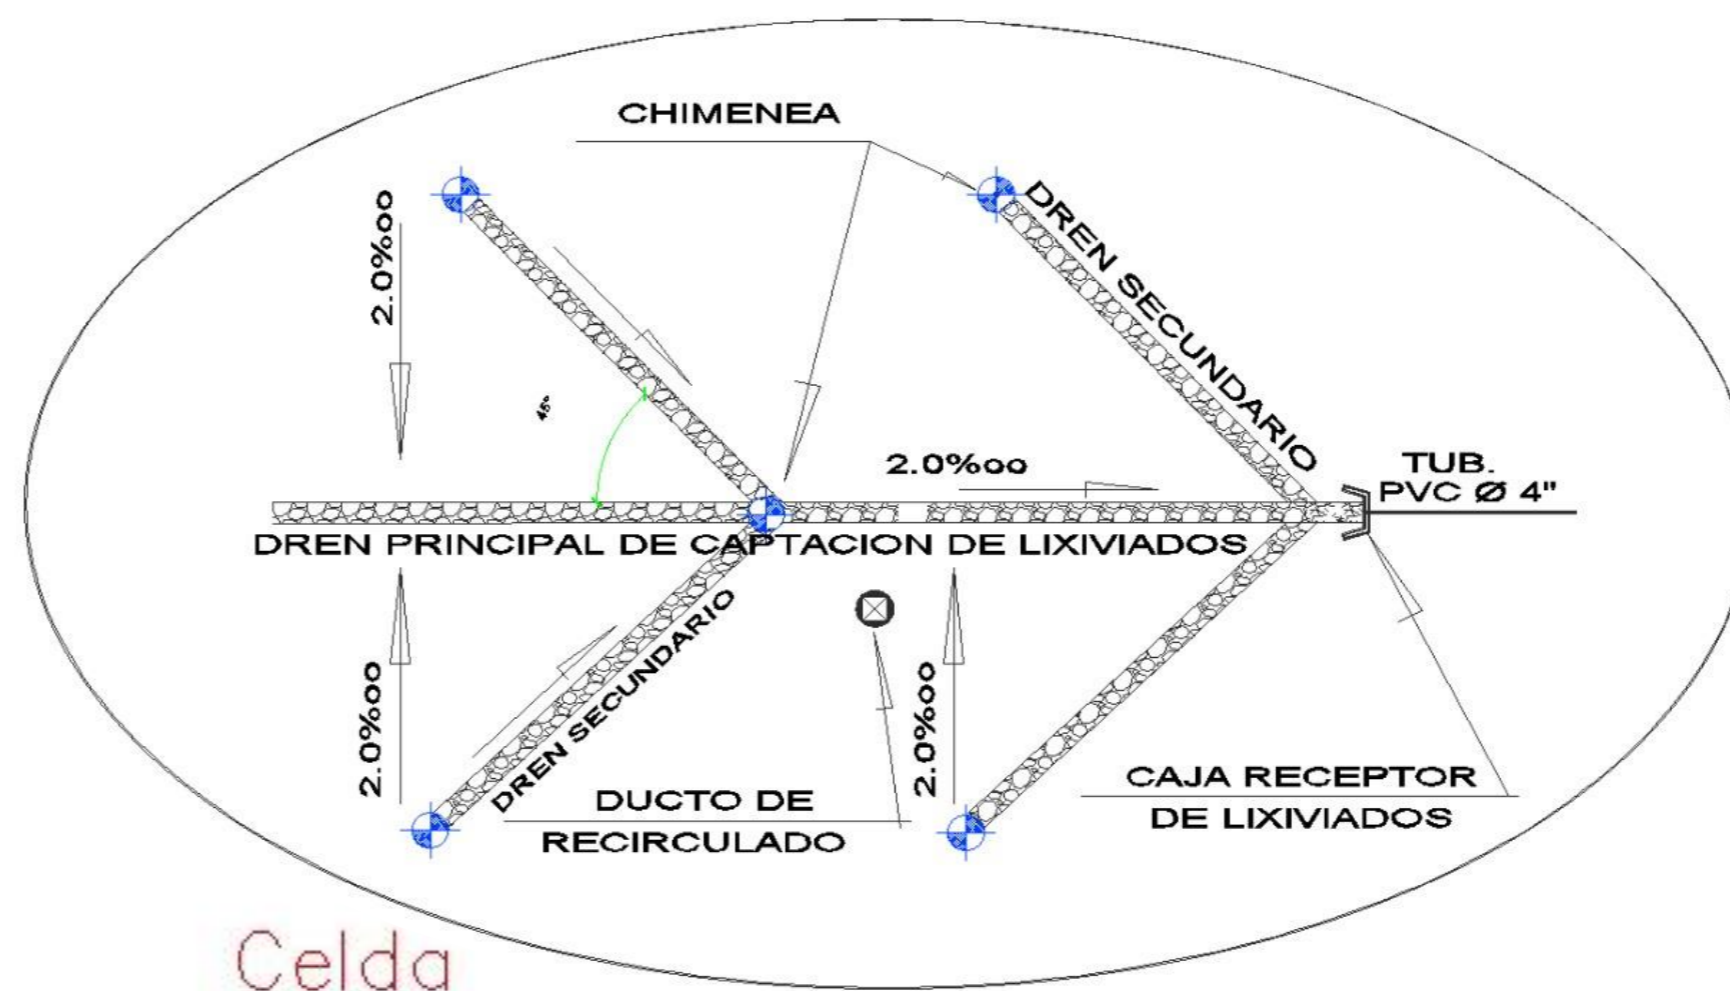 CHIMENEA
2.0%oo
DREN SECUNDARIO
45°
2.0%oo
TUB.
PVC Ø 4"
DREN PRINCIPAL DE CAPTACION DE LIXIVIADOS
2.0%oo
DREN SECUNDARIO
2.0%oo
DUCTO DE
RECIRCULADO
CAJA RECEPTOR
DE LIXIVIADOS
Celda